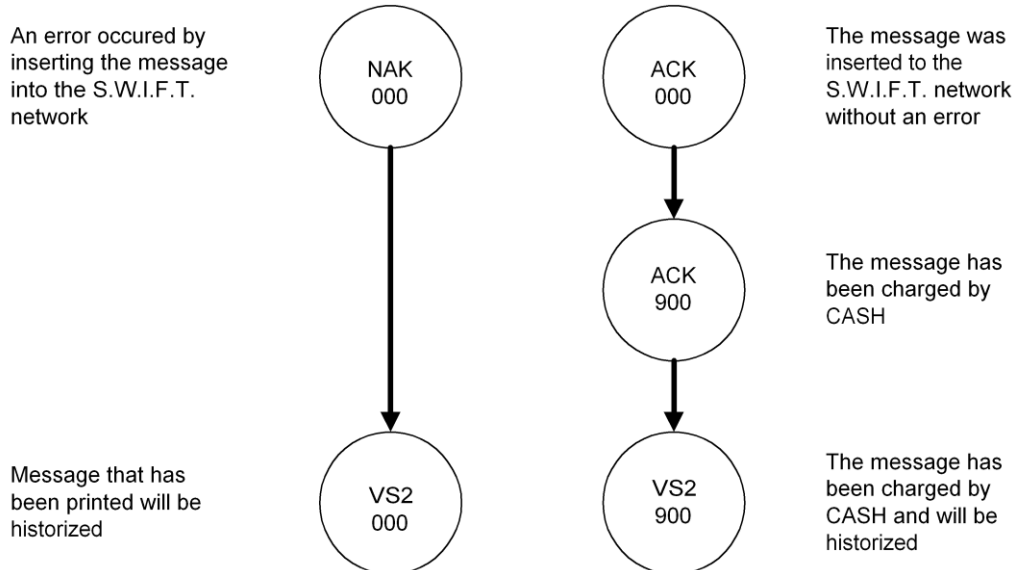 An error occured by
inserting the message
into the S.W.I.F.T.
network
NAK
000
ACK
000
The message was
inserted to the
S.W.I.F.T. network
without an error
ACK
900
The message has
been charged by
CASH
Message that has
been printed will be
historized
VS2
000
VS2
900
The message has
been charged by
CASH and will be
historized